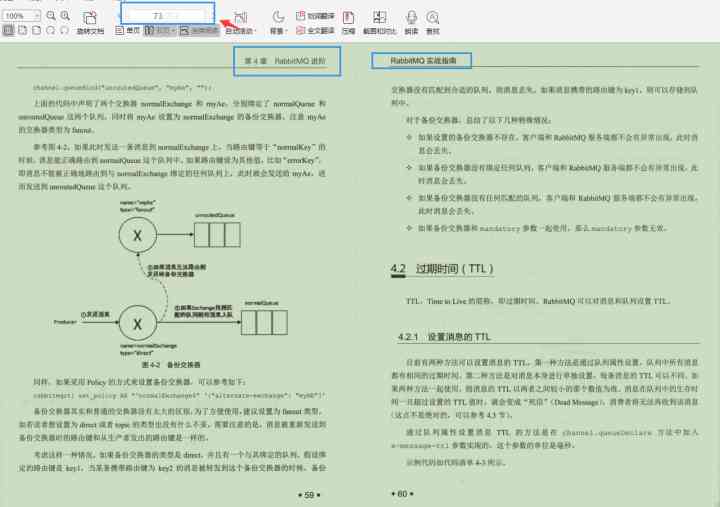 100%
73
旋转文档
单页
双页
连续阅读
自动滚动
背景
划词翻译
全文翻译
压缩
截图和对比
朗读
查找
第 4 章 RabbitMQ 进阶
channel.queueBind("unroutedQueue", "myAe", "");
上面的代码中声明了两个交换器 normalExchange 和 myAe，分别绑定了 normalQueue 和
unroutedQueue 这两个队列，同时将 myAe 设置为 normalExchange 的备份交换器。注意 myAe
的交换器类型为 fanout。
参考图 4-2，如果此时发送一条消息到 normalExchange 上，当路由键等于“normalKey”的
时候，消息能正确路由到 normalQueue 这个队列中。如果路由键设为其他值，比如“errorKey”，
即消息不能被正确地路由到与 normalExchange 绑定的任何队列上，此时就会发送给 myAe，进
而发送到 unroutedQueue 这个队列。
name="myAe"
type="fanout"
unroutedQueue
X
②如果消息无法路由则
发送给备份交换器
Producer
①发送消息
X
②如果Exchange找到匹
配的队列则将消息入队
normalQueue
name=normalExchange
type="direct"
图 4-2 备份交换器
同样，如果采用 Policy 的方式来设置备份交换器，可以参考如下：
rabbitmqctl set_policy AE "^normalExchange$" '{"alternate-exchange": "myAE"}'
备份交换器其实和普通的交换器没有太大的区别，为了方便使用，建议设置为 fanout 类型，
如若读者想设置为 direct 或者 topic 的类型也没有什么不妥。需要注意的是，消息被重新发送到
备份交换器时的路由键和从生产者发出的路由键是一样的。
考虑这样一种情况，如果备份交换器的类型是 direct，并且有一个与其绑定的队列，假设绑
定的路由键是 key1，当某条携带路由键为 key2 的消息被转发到这个备份交换器的时候，备份
• 59 •
RabbitMQ 实战指南
交换器没有匹配到合适的队列，则消息丢失。如果消息携带的路由键为 key1，则可以存储到队
列中。
对于备份交换器，总结了以下几种特殊情况：
❖ 如果设置的备份交换器不存在，客户端和 RabbitMQ 服务端都不会有异常出现，此时消
息会丢失。
❖ 如果备份交换器没有绑定任何队列，客户端和 RabbitMQ 服务端都不会有异常出现，此
时消息会丢失。
❖ 如果备份交换器没有任何匹配的队列，客户端和 RabbitMQ 服务端都不会有异常出现，
此时消息会丢失。
❖ 如果备份交换器和 mandatory 参数一起使用，那么 mandatory 参数无效。
4.2 过期时间（TTL）
TTL，Time to Live 的简称，即过期时间。RabbitMQ 可以对消息和队列设置 TTL。
4.2.1 设置消息的 TTL
目前有两种方法可以设置消息的 TTL。第一种方法是通过队列属性设置，队列中所有消息
都有相同的过期时间。第二种方法是对消息本身进行单独设置，每条消息的 TTL 可以不同。如
果两种方法一起使用，则消息的 TTL 以两者之间较小的那个数值为准。消息在队列中的生存时
间一旦超过设置的 TTL 值时，就会变成“死信”（Dead Message），消费者将无法再收到该消息
（这点不是绝对的，可以参考 4.3 节）。
通过队列属性设置消息 TTL 的方法是在 channel.queueDeclare 方法中加入
x-message-ttl 参数实现的，这个参数的单位是毫秒。
示例代码如代码清单 4-3 所示。
• 60 •